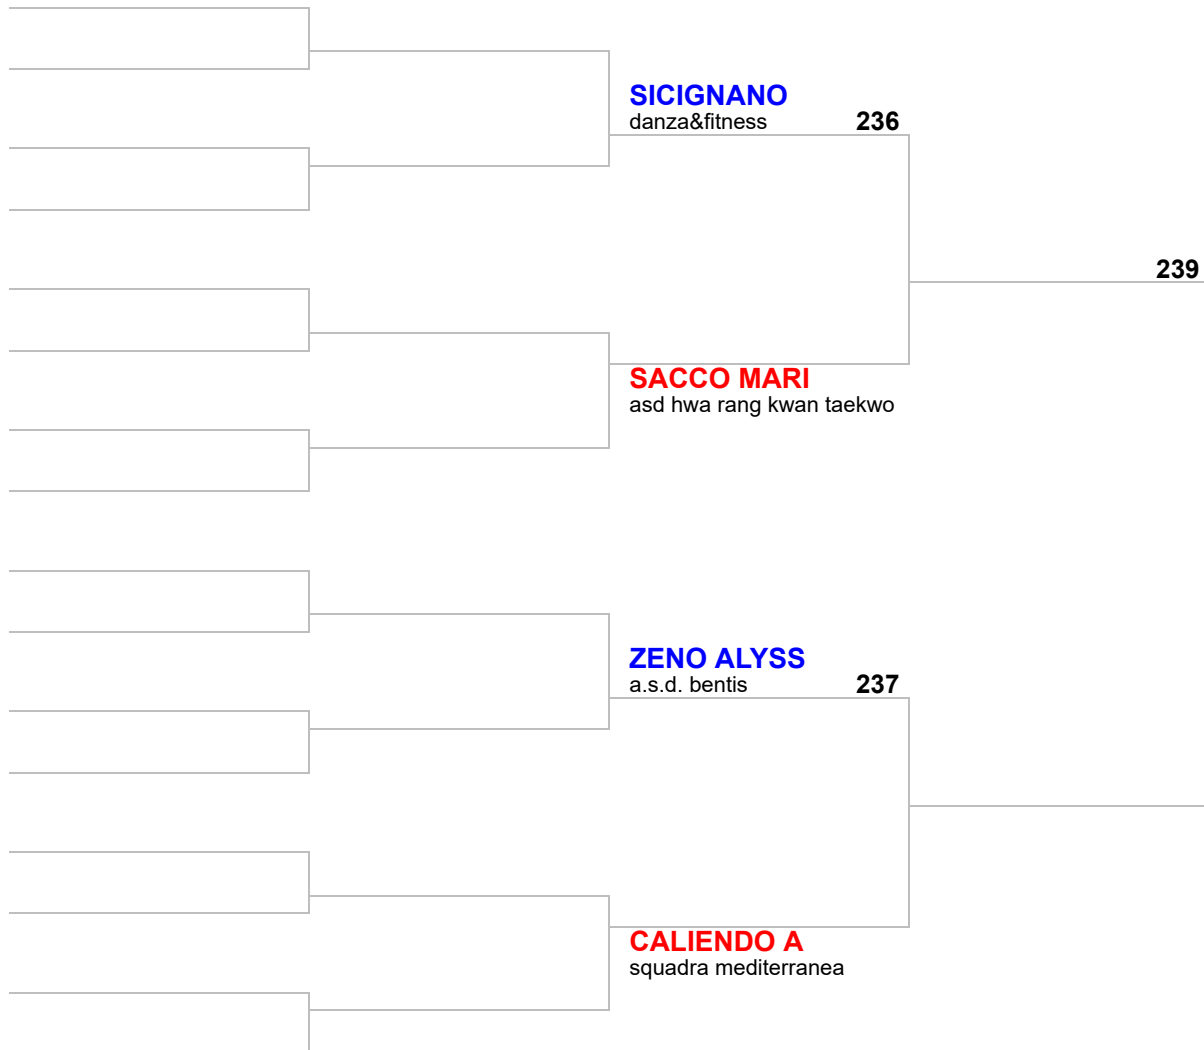 SICIGNANO
danza&fitness
236
239
SACCO MARI
asd hwa rang kwan taekwo
ZENO ALYSS
a.s.d. bentis
237
CALIENDO A
squadra mediterranea